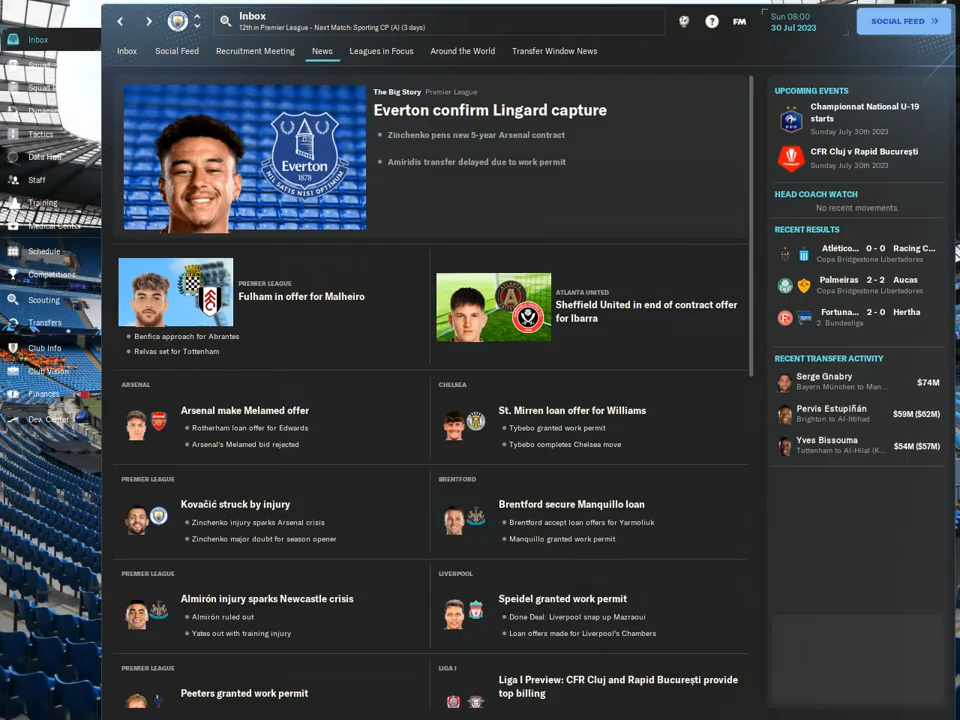 Inbox
12th in Premier League - Next Match: Sporting CP (A) (3 days)
FM
Sun 08:00
30 Jul 2023
SOCIAL FEED
Inbox
Social Feed
Recruitment Meeting
News
Leagues in Focus
Around the World
Transfer Window News
Inbox
Squad
Tactics
Data Hub
Staff
Training
Medical Center
Schedule
Competitions
Scouting
Transfers
Club Info
Club Vision
Finances
Dev. Center
The Big Story Premier League
Everton confirm Lingard capture
Zinchenko pens new 5-year Arsenal contract
Amiridis transfer delayed due to work permit
Everton
1878
NIL SATIS NISI OPTIMUM
PREMIER LEAGUE
Fulham in offer for Malheiro
Benfica approach for Abrantes
Relvas set for Tottenham
ATLANTA UNITED
Sheffield United in end of contract offer
for Ibarra
ARSENAL
Arsenal make Melamed offer
Rotherham loan offer for Edwards
Arsenal's Melamed bid rejected
CHELSEA
St. Mirren loan offer for Williams
Tybebo granted work permit
Tybebo completes Chelsea move
PREMIER LEAGUE
Kovačić struck by injury
Zinchenko injury sparks Arsenal crisis
Zinchenko major doubt for season opener
BRENTFORD
Brentford secure Manquillo loan
Brentford accept loan offers for Yarmoliuk
Manquillo granted work permit
PREMIER LEAGUE
Almirón injury sparks Newcastle crisis
Almirón ruled out
Yates out with training injury
LIVERPOOL
Speidel granted work permit
Done Deal: Liverpool snap up Mazraoui
Loan offers made for Liverpool's Chambers
PREMIER LEAGUE
Peeters granted work permit
LIGA I
Liga I Preview: CFR Cluj and Rapid București provide
top billing
UPCOMING EVENTS
Championnat National U-19
starts
Sunday July 30th 2023
CFR Cluj v Rapid București
Sunday July 30th 2023
HEAD COACH WATCH
No recent movements.
RECENT RESULTS
Atlético... 0 - 0 Racing C...
Copa Bridgestone Libertadores
Palmeiras 2 - 2 Aucas
Copa Bridgestone Libertadores
Fortuna... 2 - 0 Hertha
2. Bundesliga
RECENT TRANSFER ACTIVITY
Serge Gnabry
Bayern München to Man...
$74M
Pervis Estupiñán
Brighton to Al-Ittihad
$59M ($62M)
Yves Bissouma
Tottenham to Al-Hilal (K...
$54M ($57M)